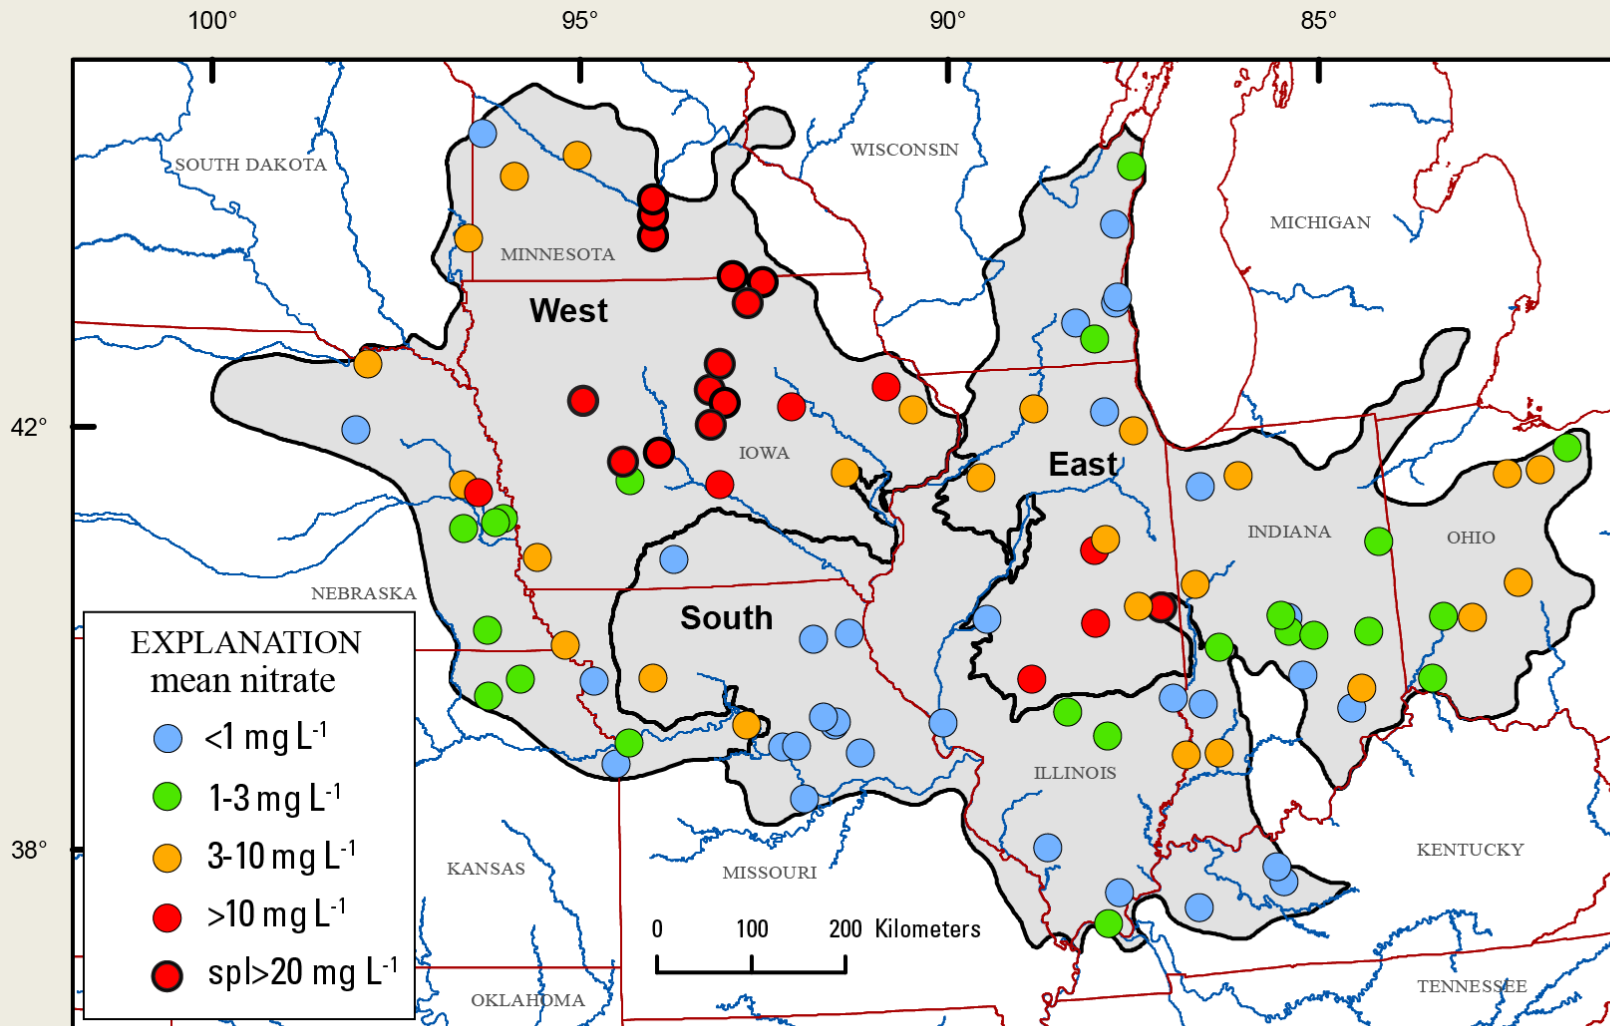 100° 95° 90° 85°
WISCONSIN
SOUTH DAKOTA
MICHIGAN
MINNESOTA
West
42°
IOWA
East
INDIANA
OHIO
NEBRASKA
South
EXPLANATION
mean nitrate
<1 mg L-1
1-3 mg L-1
3-10 mg L-1
>10 mg L-1
spl>20 mg L-1
ILLINOIS
38°
KANSAS
MISSOURI
KENTUCKY
0 100 200 Kilometers
OKLAHOMA
TENNESSEE